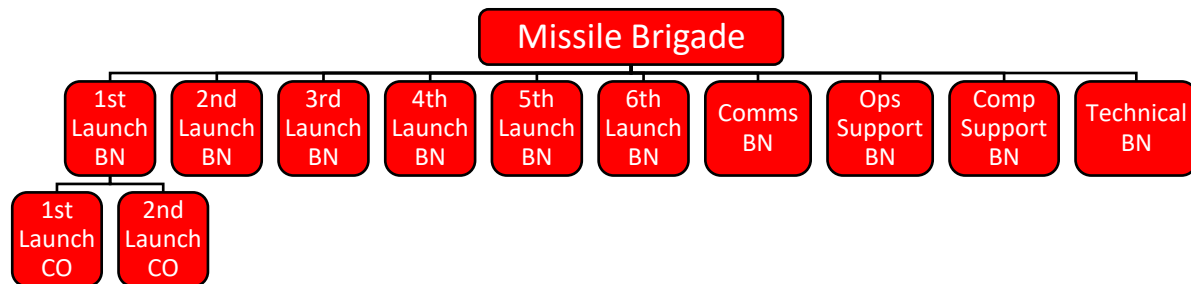 Missile Brigade
1st
Launch
BN
2nd
Launch
BN
3rd
Launch
BN
4th
Launch
BN
5th
Launch
BN
6th
Launch
BN
Comms
BN
Ops
Support
BN
Comp
Support
BN
Technical
BN
1st
Launch
CO
2nd
Launch
CO